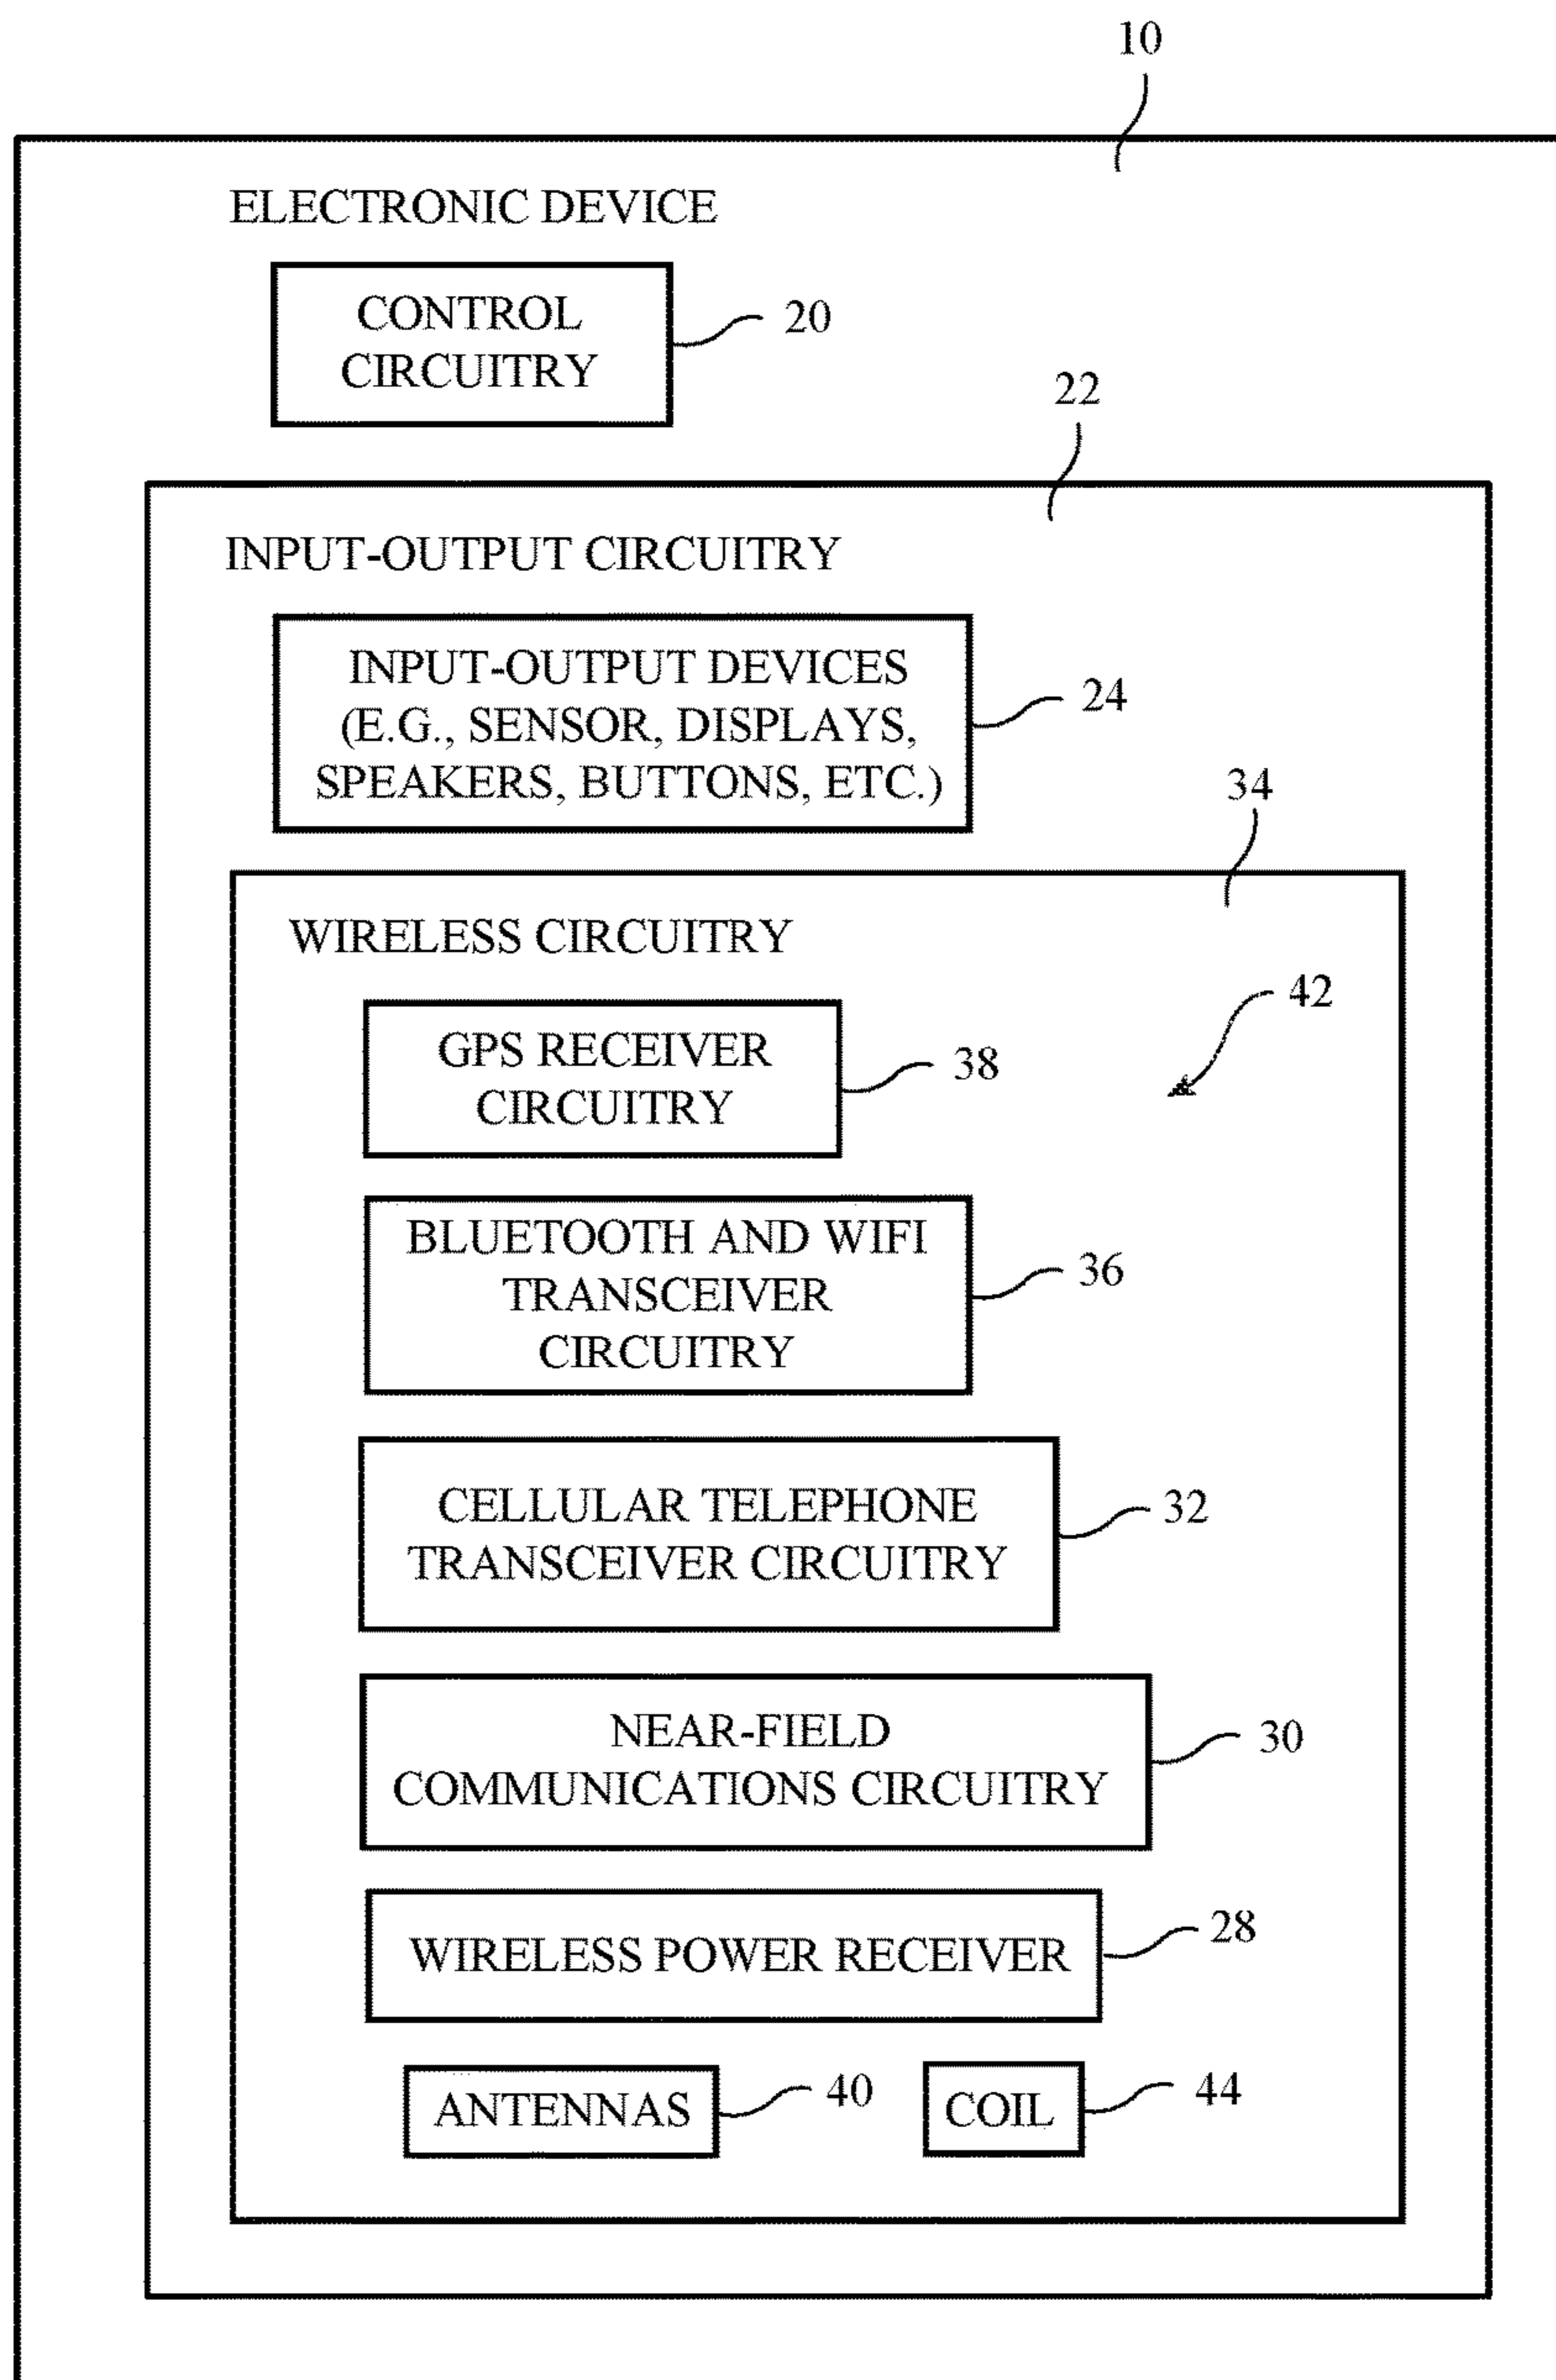 10
ELECTRONIC DEVICE
CONTROL
CIRCUITRY
20
22
INPUT-OUTPUT CIRCUITRY
INPUT-OUTPUT DEVICES
(E.G., SENSOR, DISPLAYS,
SPEAKERS, BUTTONS, ETC.)
24
34
WIRELESS CIRCUITRY
42
GPS RECEIVER
CIRCUITRY
38
BLUETOOTH AND WIFI
TRANSCEIVER
CIRCUITRY
36
CELLULAR TELEPHONE
TRANSCEIVER CIRCUITRY
32
NEAR-FIELD
COMMUNICATIONS CIRCUITRY
30
WIRELESS POWER RECEIVER
28
ANTENNAS
40
COIL
44